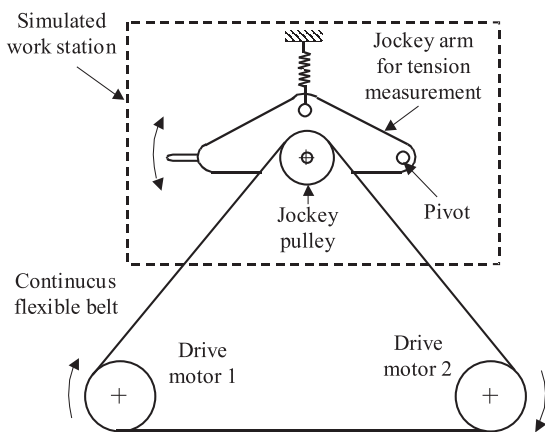 Simulated
work station
Jockey arm
for tension
measurement
Jockey
pulley
Pivot
Continucus
flexible belt
Drive
motor 1
Drive
motor 2